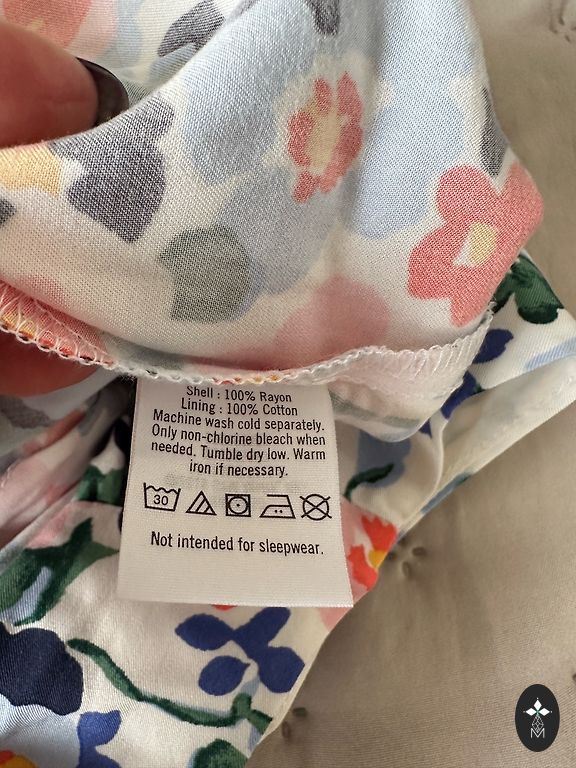 Shell : 100% Rayon
Lining : 100% Cotton
Machine wash cold separately.
Only non-chlorine bleach when
needed. Tumble dry low. Warm
iron if necessary.
30
Not intended for sleepwear.
M